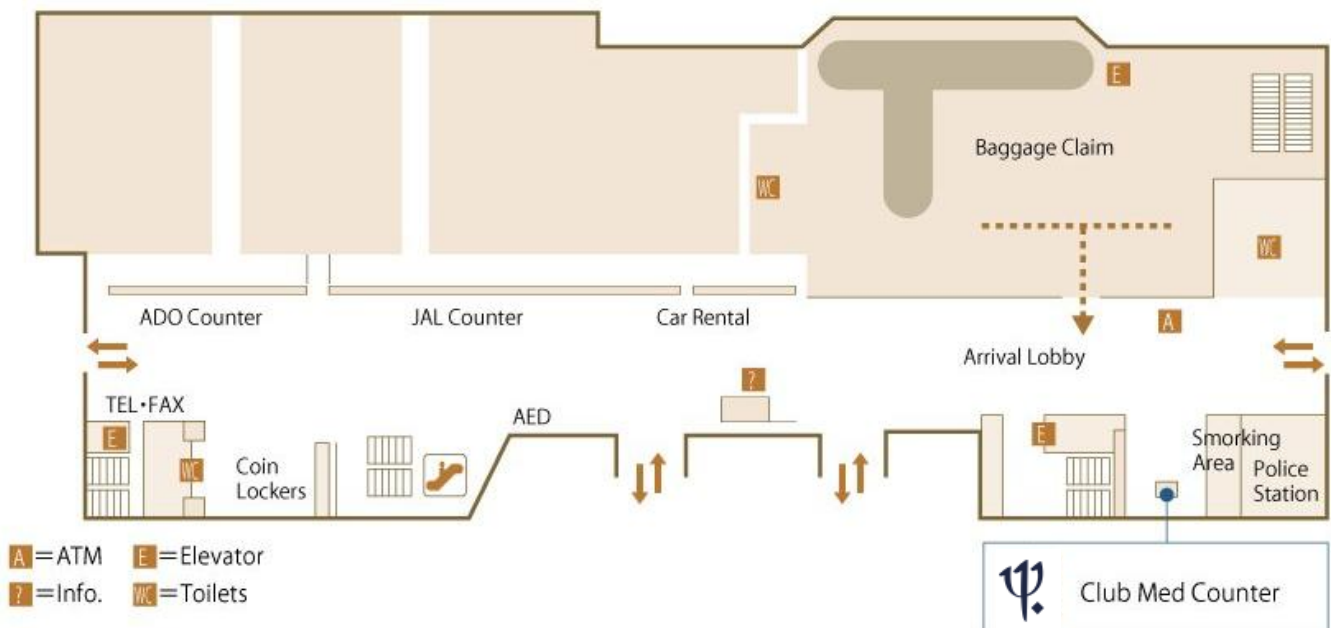 E
Baggage Claim
WC
WC
ADO Counter
JAL Counter
Car Rental
A
Arrival Lobby
?
TEL・FAX
AED
E
WC
Coin
Lockers
E
Smorking
Area
Police
Station
A=ATM
E=Elevator
?=Info.
WC=Toilets
Club Med Counter